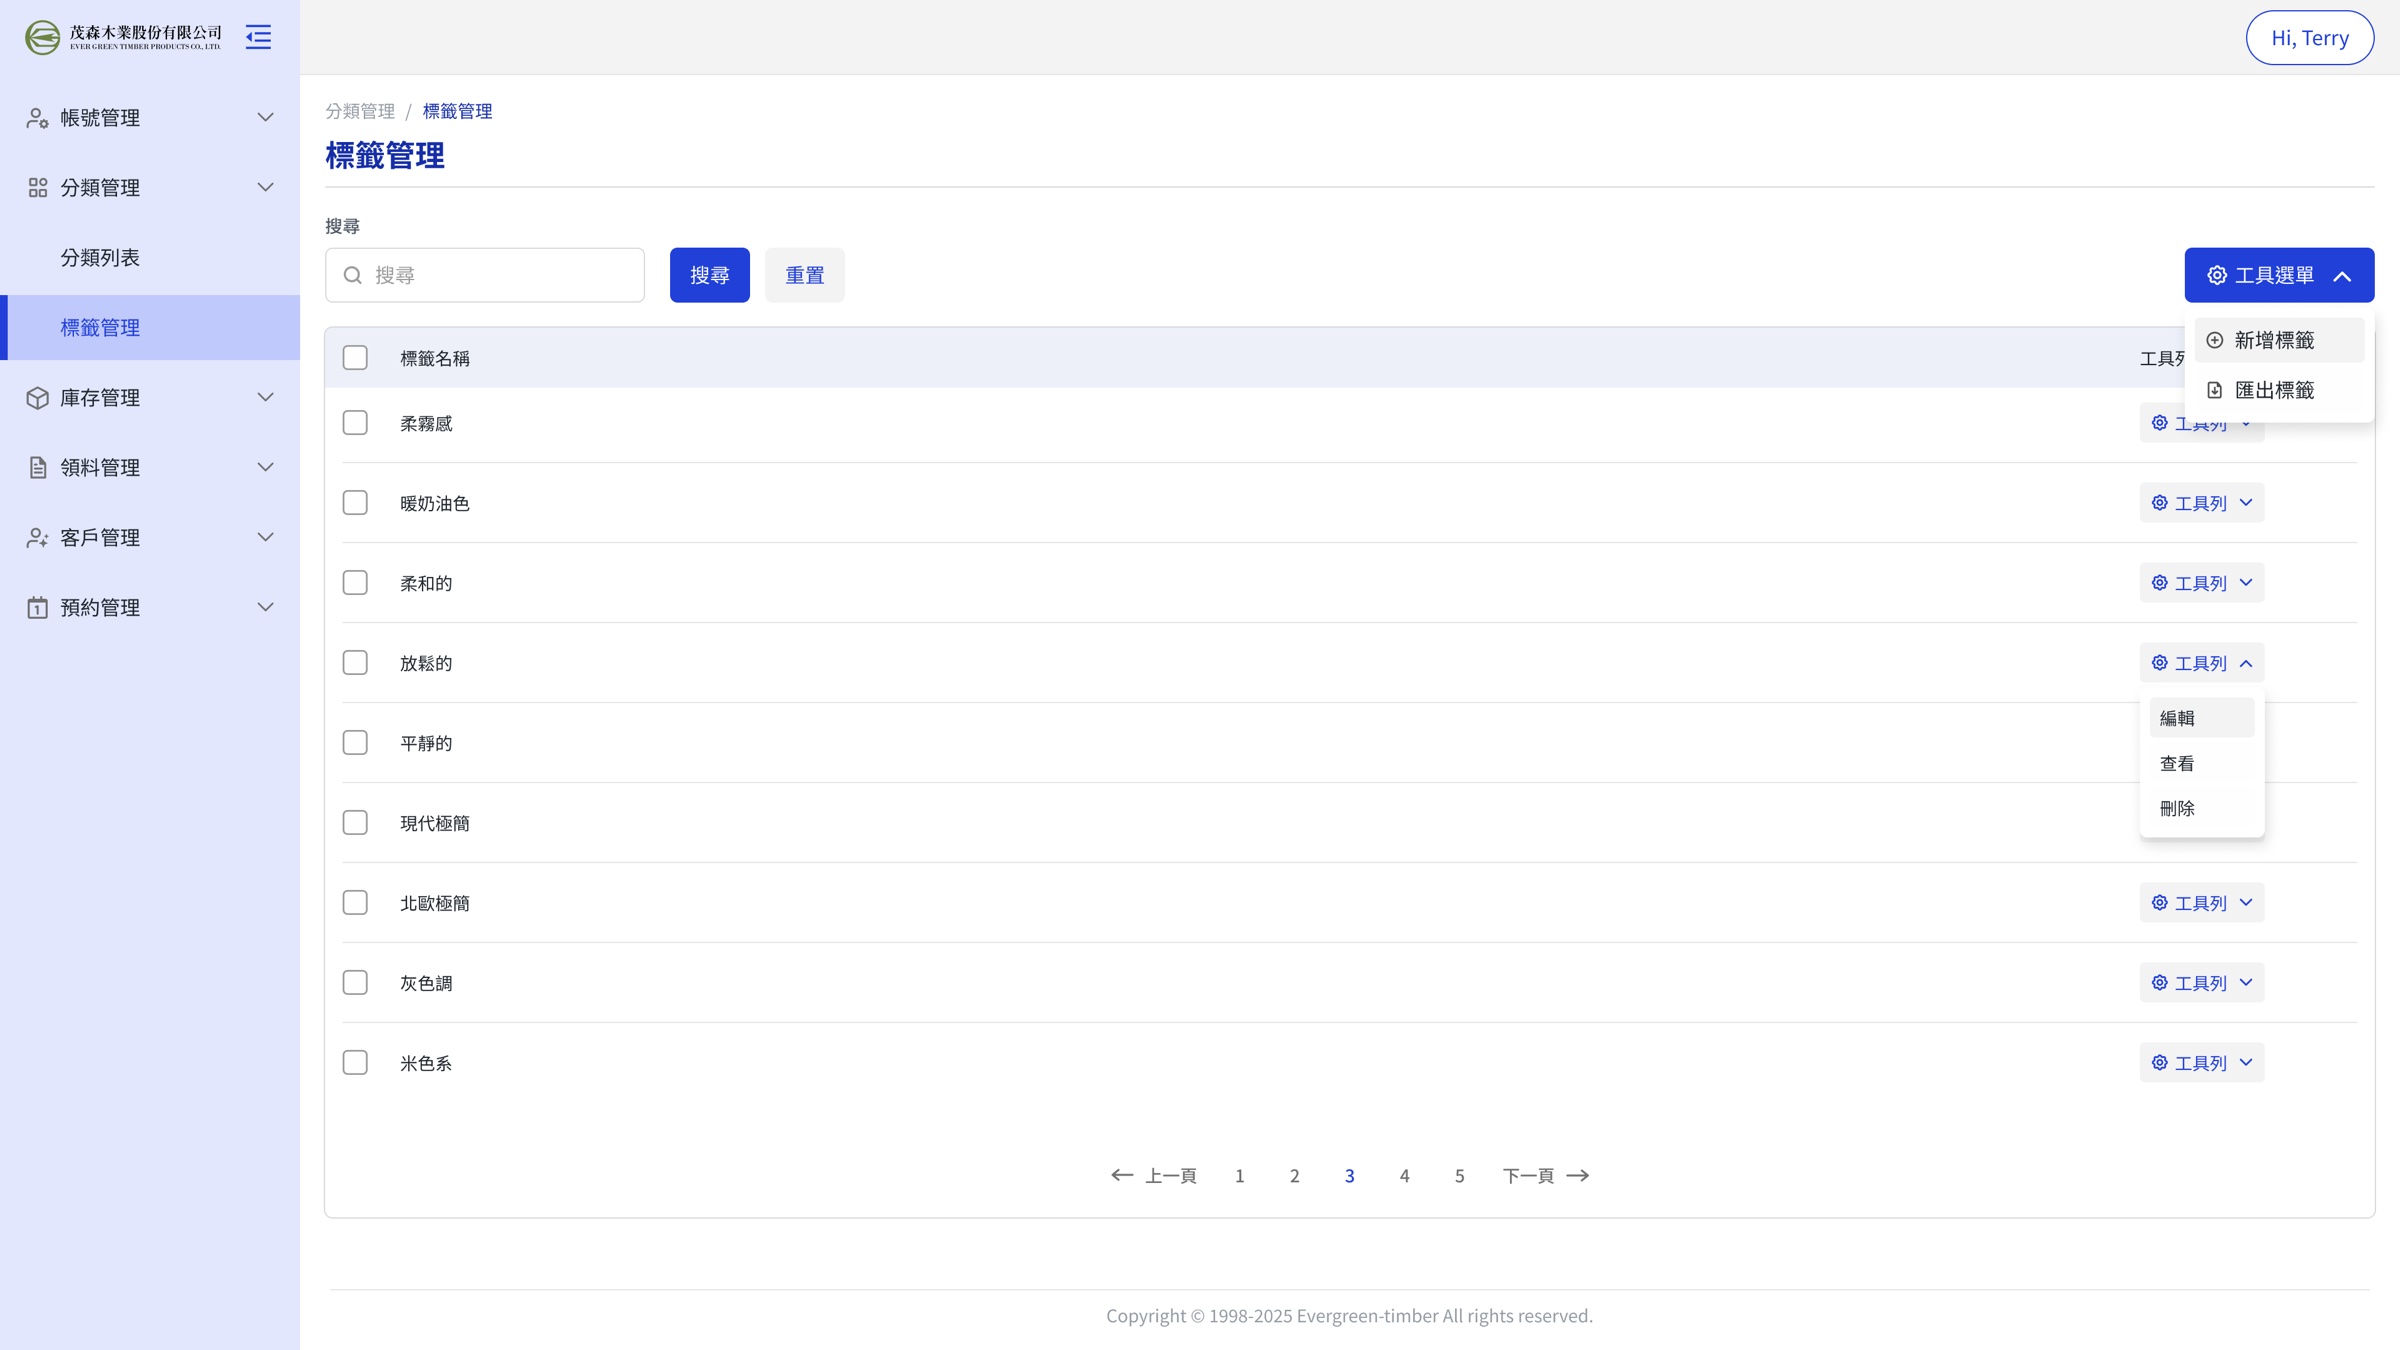 茂森木業股份有限公司
EVER GREEN TIMBER PRODUCTS CO., LTD.
Hi, Terry
帳號管理
分類管理
分類列表
標籤管理
庫存管理
領料管理
客戶管理
1
預約管理
分類管理 / 標籤管理
標籤管理
搜尋
搜尋
搜尋
重置
工具選單
新增標籤
匯出標籤
標籤名稱
工具列
柔霧感
工具列
暖奶油色
工具列
柔和的
工具列
放鬆的
工具列
編輯
查看
刪除
平靜的
現代極簡
北歐極簡
工具列
灰色調
工具列
米色系
工具列
上一頁 1 2 3 4 5 下一頁
Copyright © 1998-2025 Evergreen-timber All rights reserved.